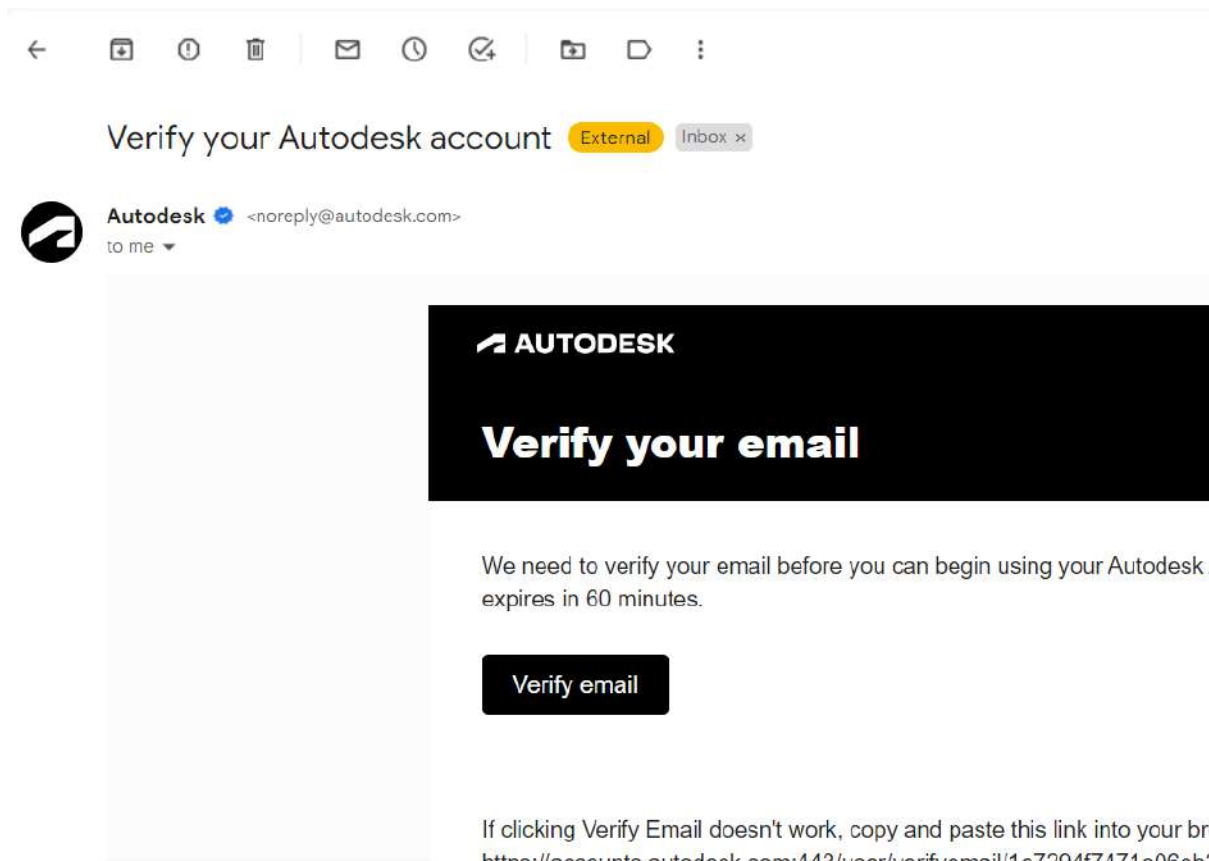 Verify your Autodesk account External Inbox ×
Autodesk <noreply@autodesk.com>
to me
AUTODESK
Verify your email
We need to verify your email before you can begin using your Autodesk
expires in 60 minutes.
Verify email
If clicking Verify Email doesn't work, copy and paste this link into your br